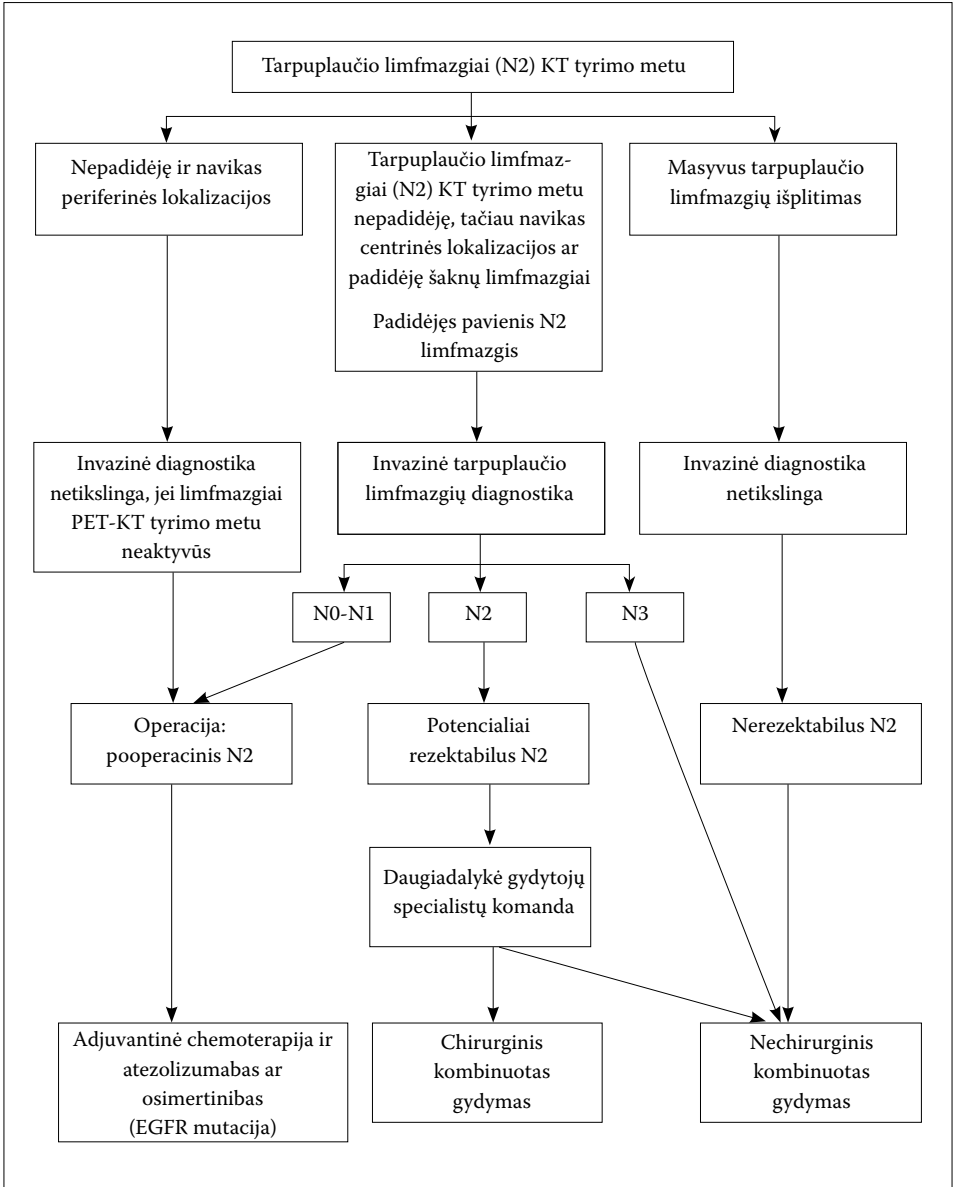 Tarpuplaučio limfmazgiai (N2) KT tyrimo metu
Nepadidėję ir navikas
periferinės lokalizacijos
Tarpuplaučio limfmaz-
giai (N2) KT tyrimo metu
nepadidėję, tačiau navikas
centrinės lokalizacijos ar
padidėję šaknų limfmazgiai
Padidėjęs pavienis N2
limfmazgis
Masyvus tarpuplaučio
limfmazgių išplitimas
Invazinė diagnostika
netikslinga, jei limfmazgiai
PET-KT tyrimo metu
neaktyvūs
Invazinė tarpuplaučio
limfmazgių diagnostika
Invazinė diagnostika
netikslinga
N0-N1
N2
N3
Operacija:
pooperacinis N2
Potencialiai
rezektabilus N2
Nerezektabilus N2
Daugiadalykė gydytojų
specialistų komanda
Adjuvantinė chemoterapija ir
atezolizumabas ar
osimertinibas
(EGFR mutacija)
Chirurginis
kombinuotas
gydymas
Nechirurginis
kombinuotas
gydymas